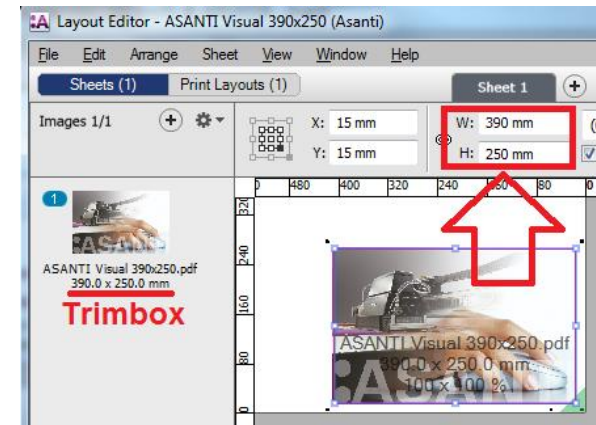 :A Layout Editor - ASANTI Visual 390x250 (Asanti)
File Edit Arrange Sheet View Window Help
Sheets (1) Print Layouts (1) Sheet 1 +
Images 1/1 + X: 15 mm W: 390 mm
Y: 15 mm H: 250 mm
480 400 320 240 80 0
320
240
160
80
0
1
:ASANTI
ASANTI Visual 390x250.pdf
390.0 x 250.0 mm
Trimbox
ASANTI Visual 390x250.pdf
390.0 x 250.0 mm
100 x 100 %
:ASANTI